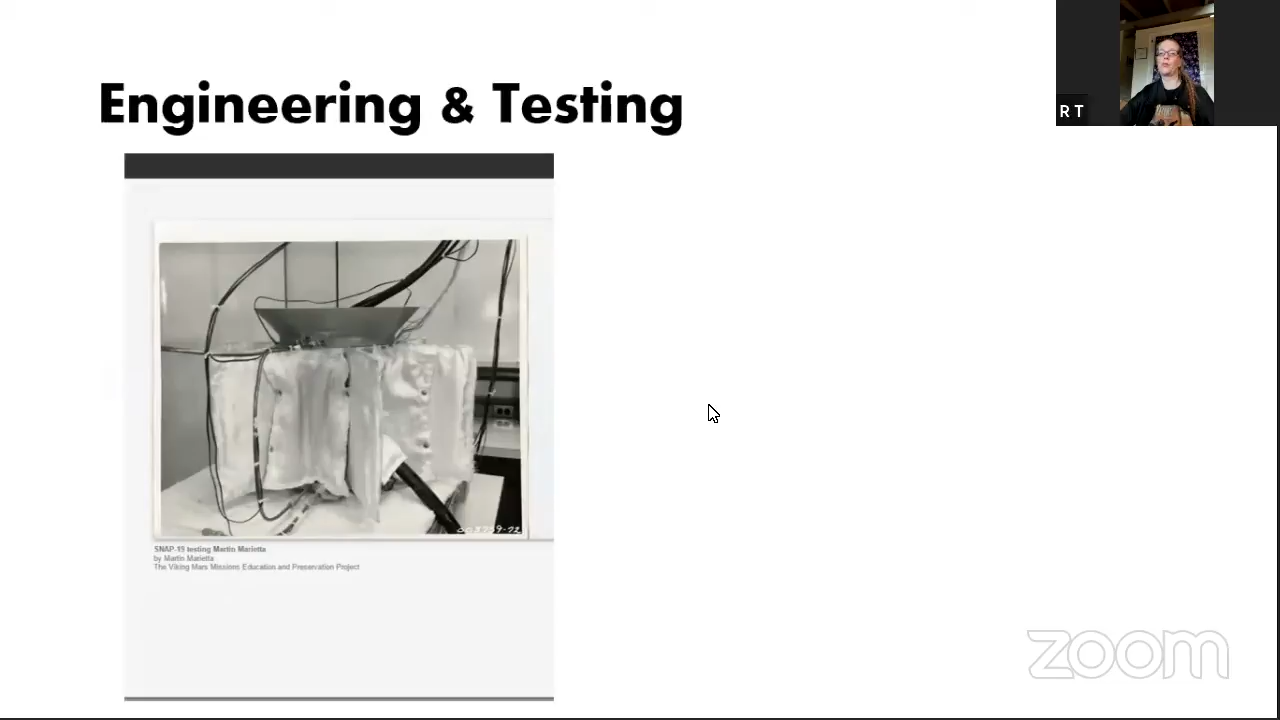 Engineering & Testing
R T
SNAP-19 testing Martin Marietta
by Martin Marietta
The Viking Mars Missions Education and Preservation Project
zoom